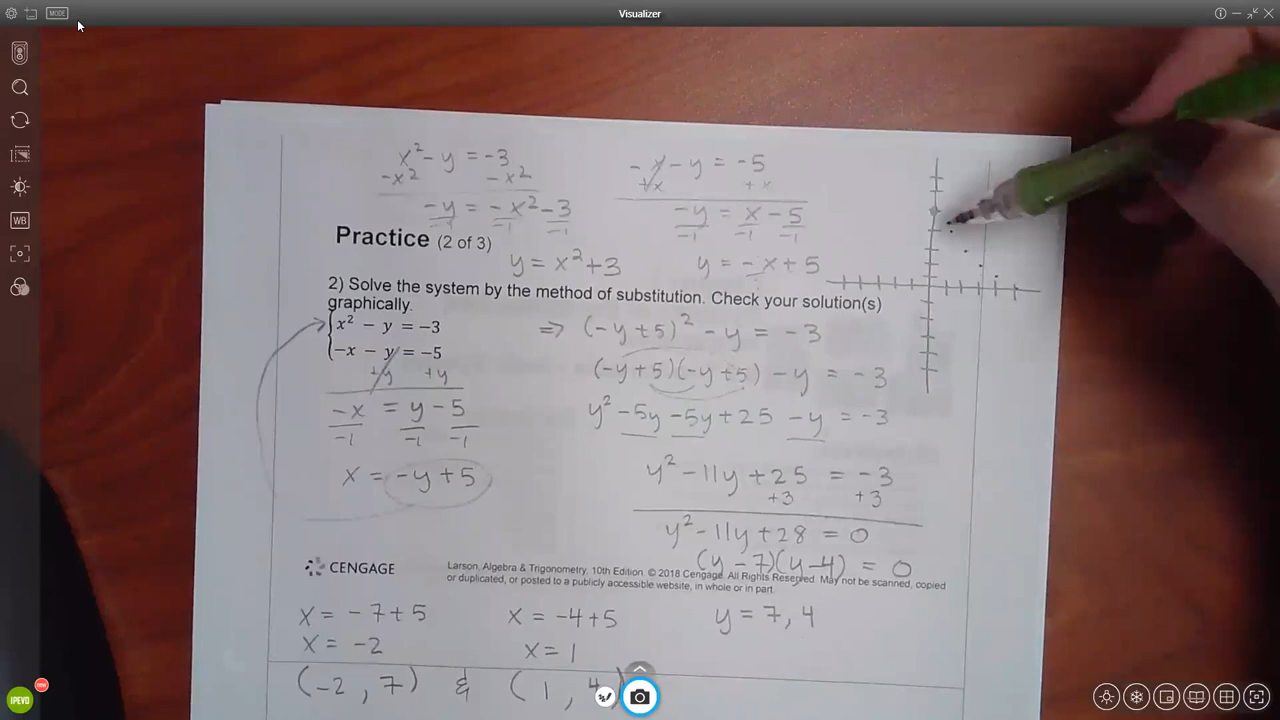 MODE
Visualizer
x² - y = -3
-x² -x²
-y = -x² - 3
-1 -1 -1
y = x² + 3
-x - y = -5
+x +x
-y = x - 5
-1 -1 -1
y = -x + 5
Practice (2 of 3)
2) Solve the system by the method of substitution. Check your solution(s)
graphically.
x² - y = -3
-x - y = -5
+y +y
-x = y - 5
-1 -1 -1
x = -y + 5
⇒ (-y + 5)² - y = -3
(-y + 5)(-y + 5) - y = -3
y² - 5y - 5y + 25 - y = -3
y² - 11y + 25 = -3
+3 +3
y² - 11y + 28 = 0
(y - 7)(y - 4) = 0
CENGAGE
Larson, Algebra & Trigonometry, 10th Edition. © 2018 Cengage. All Rights Reserved. May not be scanned, copied
or duplicated, or posted to a publicly accessible website, in whole or in part.
x = -7 + 5
x = -2
x = -4 + 5
x = 1
y = 7, 4
(-2, 7) & (1, 4)
IPEVO
new